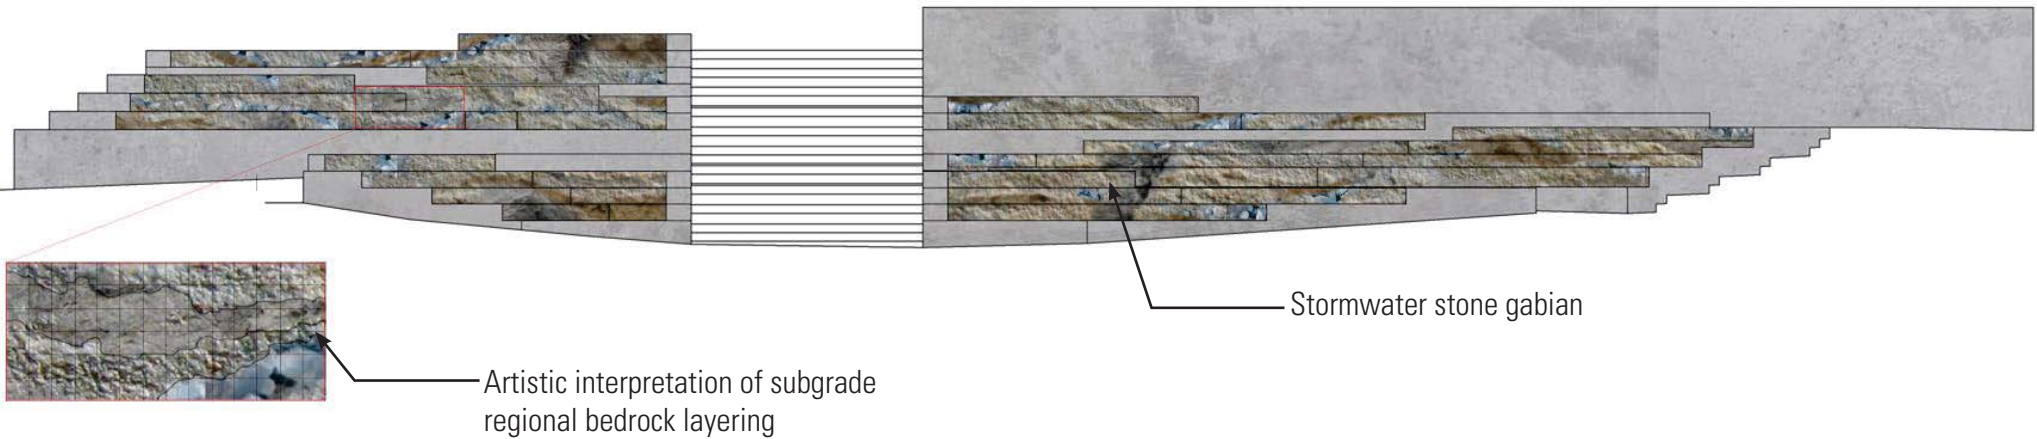 Stormwater stone gabian
Artistic interpretation of subgrade
regional bedrock layering